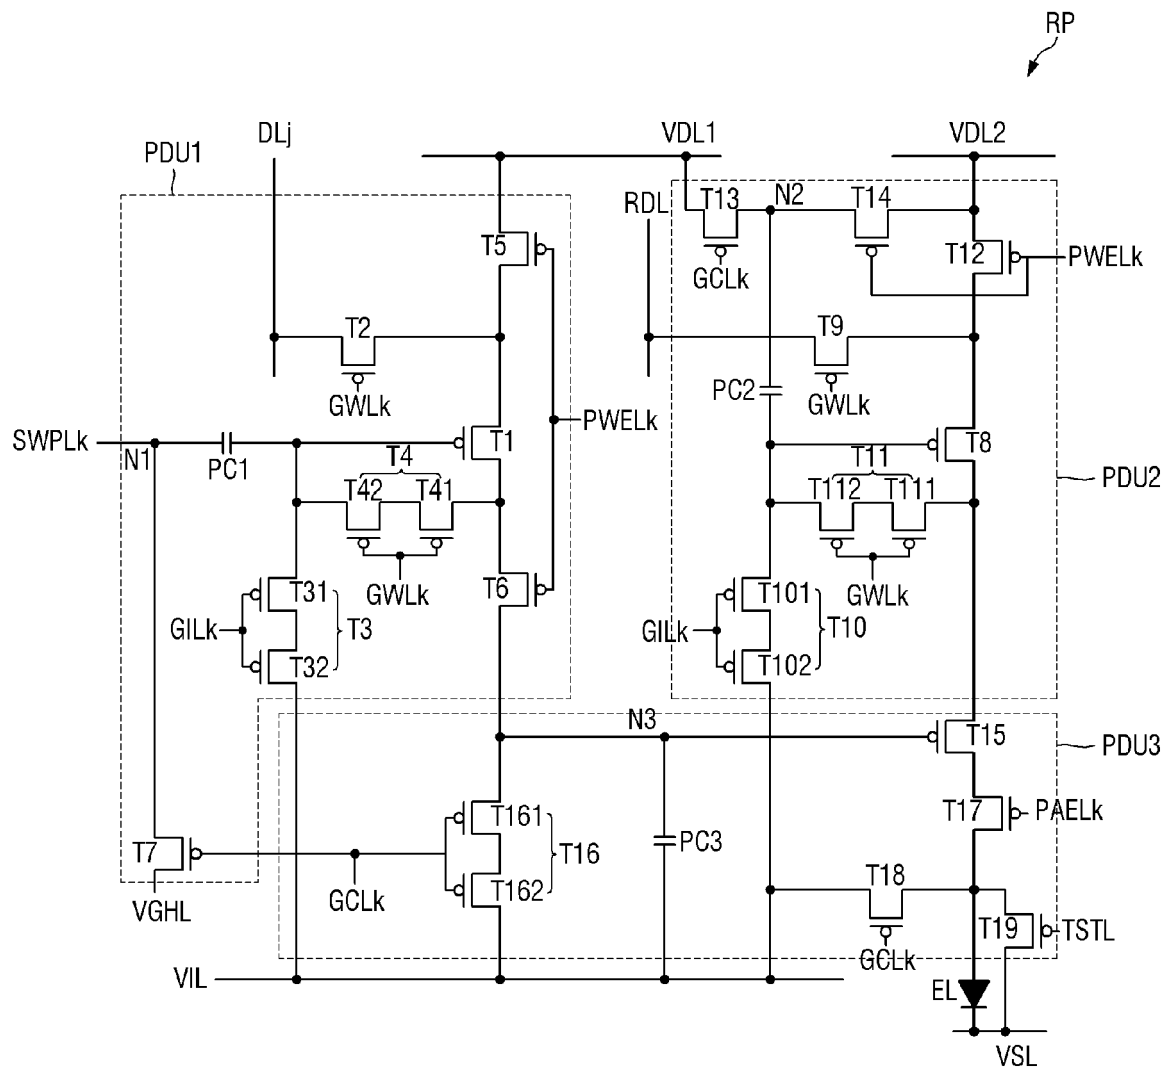 RP
DLj
VDL1
VDL2
PDU1
T13
N2
T14
RDL
T5
T12
PWELk
GCLk
T2
T9
PC2
GWLk
GWLk
PWELk
SWPLk
N1
PC1
T1
T8
T4
T42
T41
T11
T112
T111
PDU2
GWLk
GWLk
T6
T31
T101
GILk
T3
GILk
T10
T32
T102
N3
T15
PDU3
T161
T17
PAELk
T7
T16
PC3
T162
T18
VGHL
GCLk
T19
TSTL
GCLk
VIL
EL
VSL